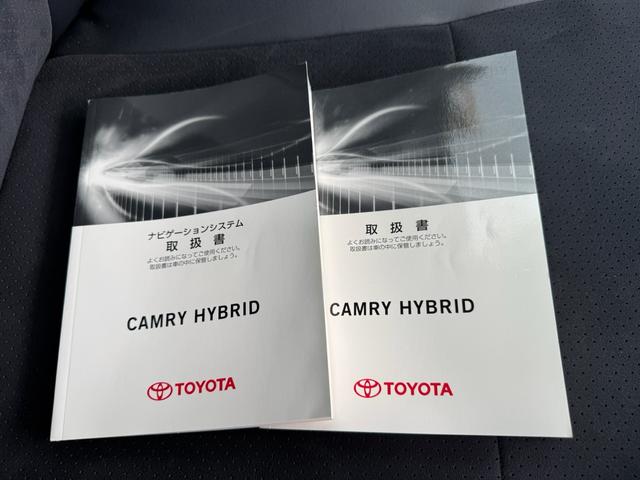 ナビゲーションシステム
取扱書
よくお読みになってご使用ください。
取扱書は車の中に保管しましょう。
CAMRY HYBRID
TOYOTA
取扱書
よくお読みになってご使用ください。
取扱書は車の中に保管しましょう。
CAMRY HYBRID
TOYOTA